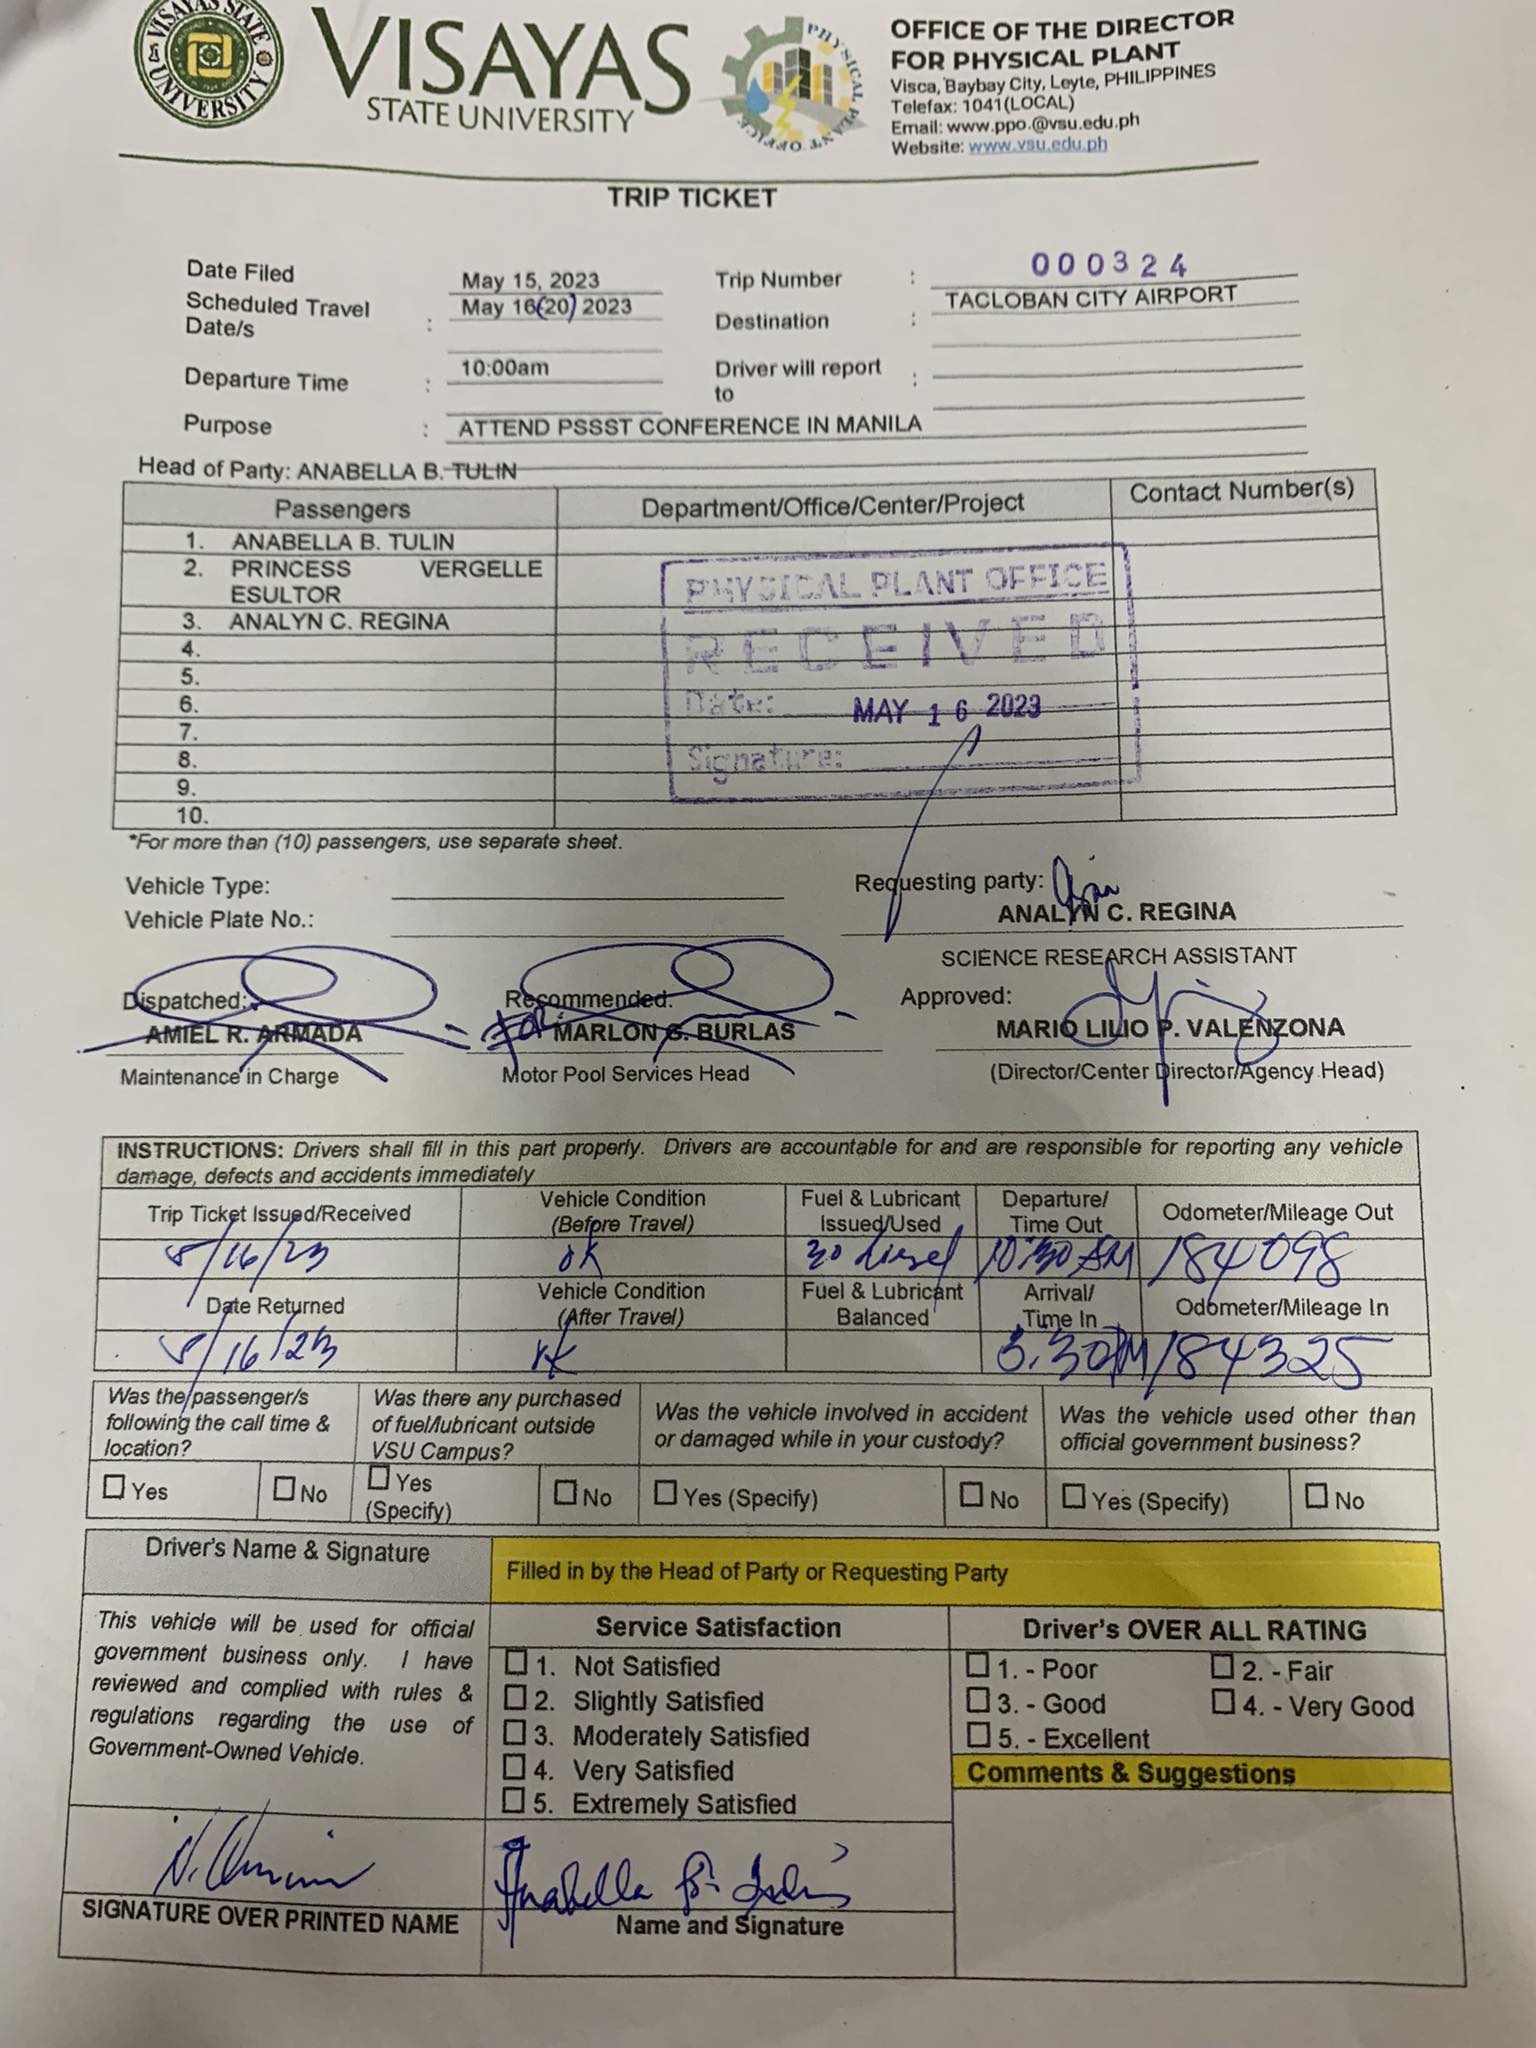 VISAYAS STATE UNIVERSITY
VISAYAS
STATE UNIVERSITY
PHYSICAL PLANT OFFICE
OFFICE OF THE DIRECTOR
FOR PHYSICAL PLANT
Visca, Baybay City, Leyte, PHILIPPINES
Telefax: 1041(LOCAL)
Email: www.ppo.@vsu.edu.ph
Website: www.vsu.edu.ph
TRIP TICKET
Date Filed May 15, 2023 Trip Number : 000324
Scheduled Travel Date/s : May 16(20) 2023 Destination : TACLOBAN CITY AIRPORT
Departure Time : 10:00am Driver will report to :
Purpose : ATTEND PSSST CONFERENCE IN MANILA
Head of Party: ANABELLA B. TULIN
Passengers Department/Office/Center/Project Contact Number(s)
1. ANABELLA B. TULIN
2. PRINCESS VERGELLE
ESULTOR
3. ANALYN C. REGINA
4.
5.
6.
7.
8.
9.
10.
PHYSICAL PLANT OFFICE
RECEIVED
Date: MAY 16 2023
Signature:
*For more than (10) passengers, use separate sheet.
Vehicle Type: Requesting party:
Vehicle Plate No.: ANALYN C. REGINA
SCIENCE RESEARCH ASSISTANT
Dispatched: Recommended: Approved:
AMIEL R. ARMADA for MARLON G. BURLAS MARIO LILIO P. VALENZONA
Maintenance in Charge Motor Pool Services Head (Director/Center Director/Agency Head)
INSTRUCTIONS: Drivers shall fill in this part properly. Drivers are accountable for and are responsible for reporting any vehicle
damage, defects and accidents immediately
Trip Ticket Issued/Received Vehicle Condition (Before Travel) Fuel & Lubricant Issued/Used Departure/ Time Out Odometer/Mileage Out
5/16/23 OK 30 diesel 10:30 AM 184098
Date Returned Vehicle Condition (After Travel) Fuel & Lubricant Balanced Arrival/ Time In Odometer/Mileage In
5/16/23 OK 184325
Was the passenger/s following the call time & location? Was there any purchased of fuel/lubricant outside VSU Campus? Was the vehicle involved in accident or damaged while in your custody? Was the vehicle used other than official government business?
Yes No Yes (Specify) No Yes (Specify) No Yes (Specify) No
Driver's Name & Signature Filled in by the Head of Party or Requesting Party
This vehicle will be used for official
government business only. I have
reviewed and complied with rules &
regulations regarding the use of
Government-Owned Vehicle.
Service Satisfaction
1. Not Satisfied
2. Slightly Satisfied
3. Moderately Satisfied
4. Very Satisfied
5. Extremely Satisfied
Driver's OVER ALL RATING
1. - Poor 2. - Fair
3. - Good 4. - Very Good
5. - Excellent
Comments & Suggestions
Anabella B. Tulin
SIGNATURE OVER PRINTED NAME Name and Signature